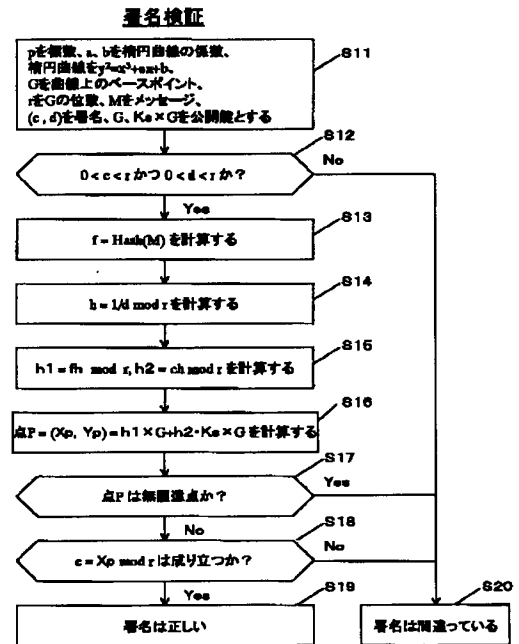 署名検証
S11
pを標数、a、bを楕円曲線の係数、
楕円曲線をy²=x³+ax+b、
Gを曲線上のベースポイント、
rをGの位数、Mをメッセージ、
(c , d)を署名、G、Ks×Gを公開鍵とする
S12
0 < c < r かつ 0 < d < r か?
No
Yes
S13
f = Hash(M) を計算する
S14
h = 1/d mod r を計算する
S15
h1 = fh mod r, h2 = ch mod r を計算する
S16
点P = (Xp, Yp) = h1×G+h2・Ks×G を計算する
S17
点P は無限遠点か?
Yes
No
S18
c = Xp mod r は成り立つか?
No
Yes
S19
署名は正しい
S20
署名は間違っている